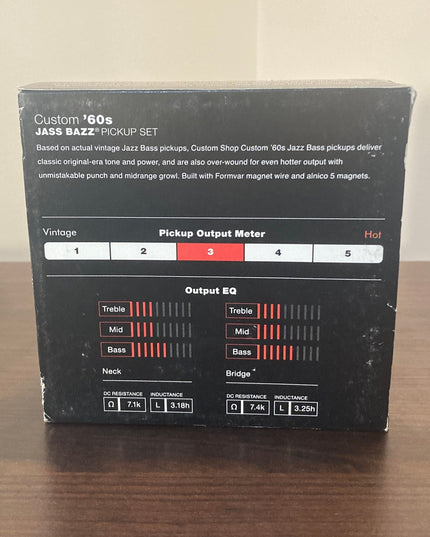 Custom '60s
JASS BAZZ® PICKUP SET
Based on actual vintage Jazz Bass pickups, Custom Shop Custom '60s Jazz Bass pickups deliver
classic original-era tone and power, and are also over-wound for even hotter output with
unmistakable punch and midrange growl. Built with Formvar magnet wire and alnico 5 magnets.
Vintage Pickup Output Meter Hot
1 2 3 4 5
Output EQ
Treble Treble
Mid Mid
Bass Bass
Neck Bridge
DC RESISTANCE INDUCTANCE DC RESISTANCE INDUCTANCE
Ω 7.1k L 3.18h Ω 7.4k L 3.25h